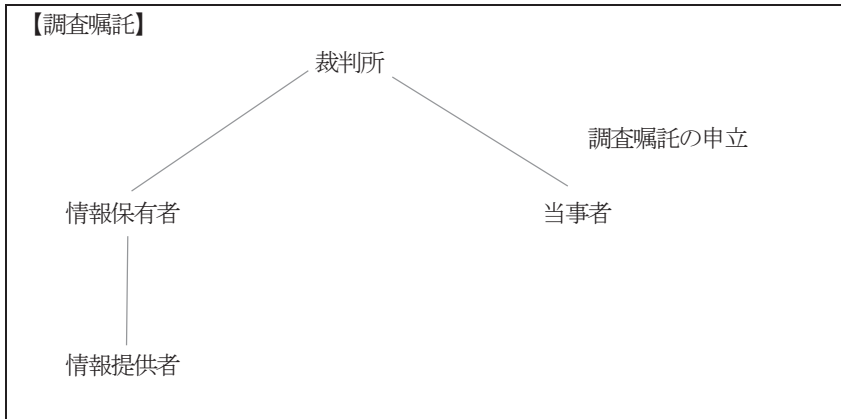 【調査嘱託】
裁判所
調査嘱託の申立
情報保有者
当事者
情報提供者